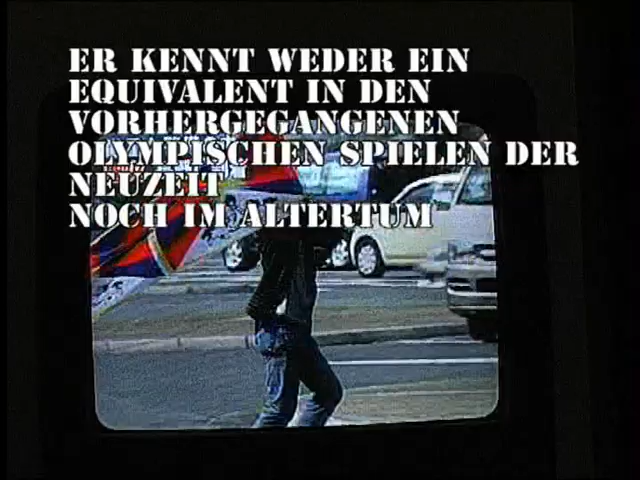 ER KENNT WEDER EIN
EQUIVALENT IN DEN
VORHERGEGANGENEN
OLYMPISCHEN SPIELEN DER
NEUZEIT
NOCH IM ALTERTUM